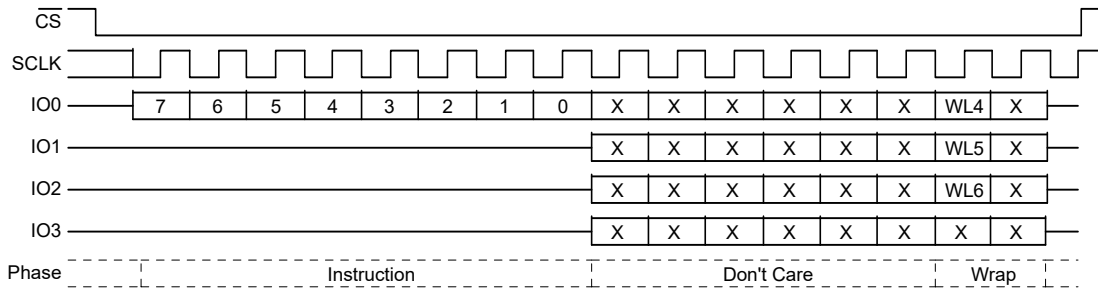 CS
SCLK
IO0 7 6 5 4 3 2 1 0 X X X X X X WL4 X
IO1 X X X X X X WL5 X
IO2 X X X X X X WL6 X
IO3 X X X X X X X X
Phase Instruction Don't Care Wrap